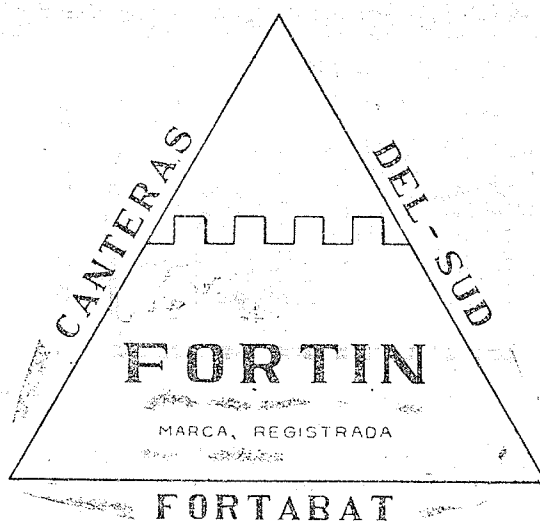 CANTERAS
DEL-SUD
FORTIN
MARCA, REGISTRADA
FORTABAT